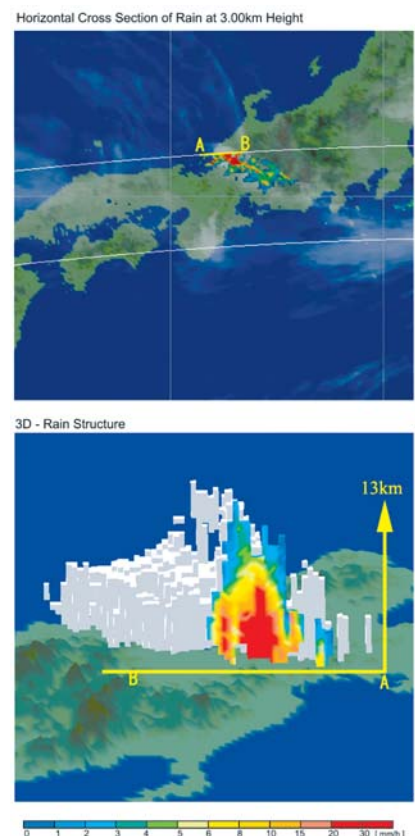 Horizontal Cross Section of Rain at 3.00km Height
A B
3D - Rain Structure
13km
B
A
0 1 2 3 4 5 6 8 10 15 20 30 [mm/h]